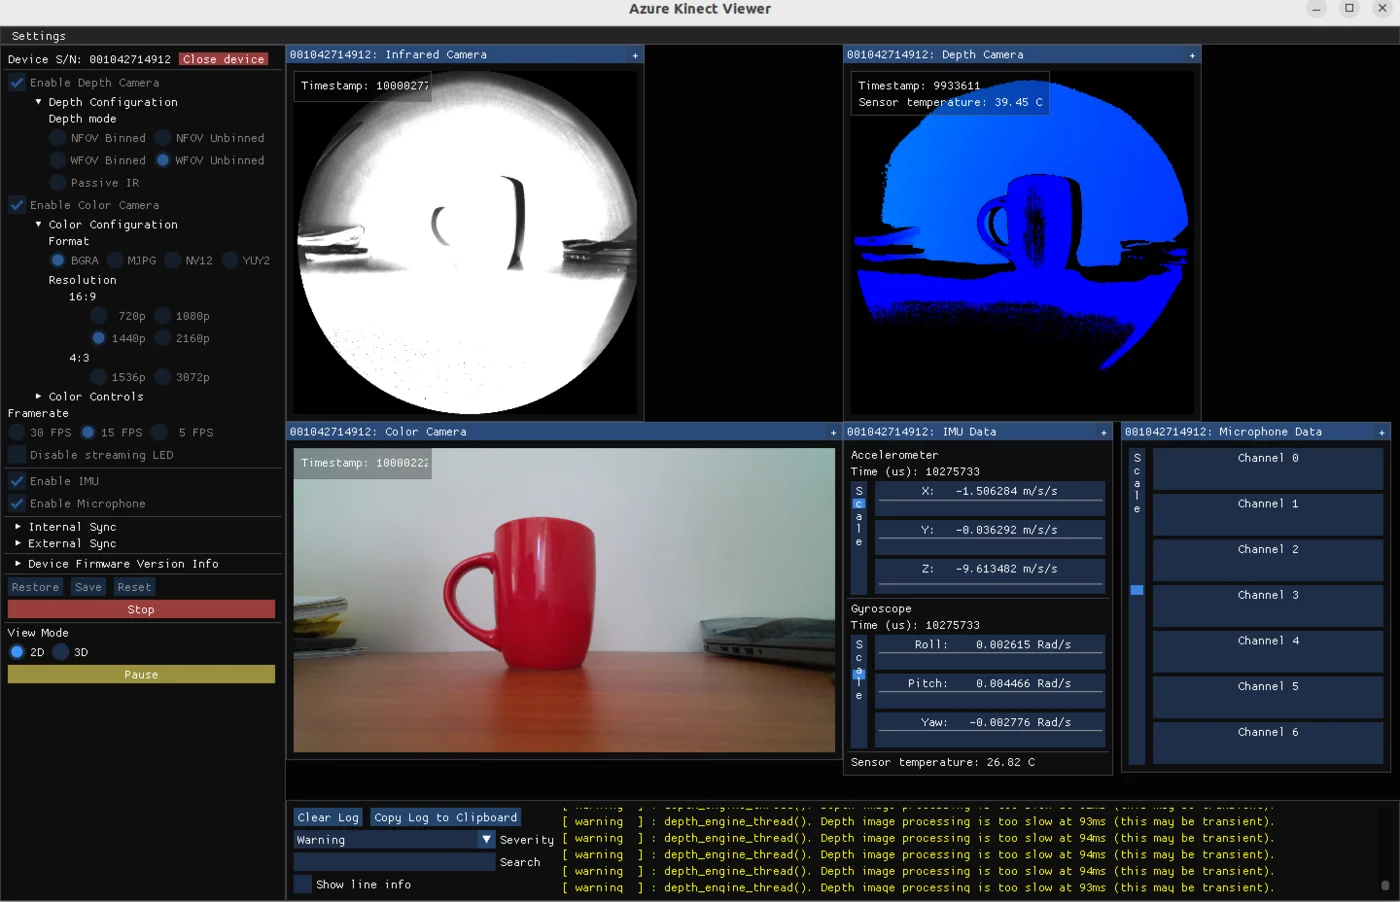 Azure Kinect Viewer
Settings
Device S/N: 001042714912 Close device
Enable Depth Camera
Depth Configuration
Depth mode
NFOV Binned NFOV Unbinned
WFOV Binned WFOV Unbinned
Passive IR
Enable Color Camera
Color Configuration
Format
BGRA MJPG NV12 YUY2
Resolution
16:9
720p 1080p
1440p 2160p
4:3
1536p 3072p
Color Controls
Framerate
30 FPS 15 FPS 5 FPS
Disable streaming LED
Enable IMU
Enable Microphone
Internal Sync
External Sync
Device Firmware Version Info
Restore Save Reset
Stop
View Mode
2D 3D
Pause
001042714912: Infrared Camera +
Timestamp: 10000277
001042714912: Depth Camera +
Timestamp: 9933611
Sensor temperature: 39.45 C
001042714912: Color Camera +
Timestamp: 10000222
001042714912: IMU Data +
Accelerometer
Time (us): 10275733
Scale
X: -1.506284 m/s/s
Y: -0.036292 m/s/s
Z: -9.613482 m/s/s
Gyroscope
Time (us): 10275733
Scale
Roll: 0.002615 Rad/s
Pitch: 0.004466 Rad/s
Yaw: -0.002776 Rad/s
Sensor temperature: 26.82 C
001042714912: Microphone Data +
Scale
Channel 0
Channel 1
Channel 2
Channel 3
Channel 4
Channel 5
Channel 6
Clear Log Copy Log to Clipboard
Warning Severity
Search
Show line info
[ warning ] : depth_engine_thread(). Depth image processing is too slow at 93ms (this may be transient).
[ warning ] : depth_engine_thread(). Depth image processing is too slow at 94ms (this may be transient).
[ warning ] : depth_engine_thread(). Depth image processing is too slow at 94ms (this may be transient).
[ warning ] : depth_engine_thread(). Depth image processing is too slow at 94ms (this may be transient).
[ warning ] : depth_engine_thread(). Depth image processing is too slow at 93ms (this may be transient).